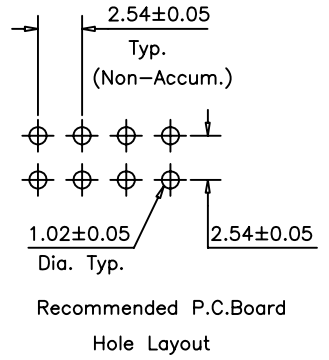 2.54±0.05
Typ.
(Non-Accum.)
1.02±0.05
Dia. Typ.
2.54±0.05
Recommended P.C.Board
Hole Layout